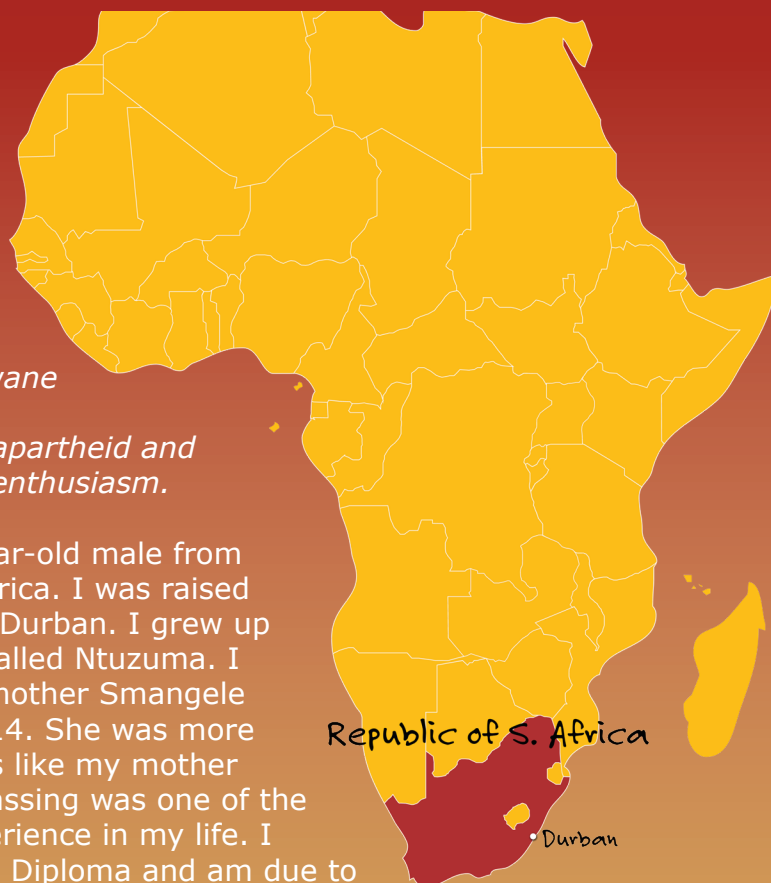 vane
apartheid and
enthusiasm.
ar-old male from
rica. I was raised
Durban. I grew up
alled Ntuzuma. I
mother Smangele
14. She was more
s like my mother
assing was one of the
erience in my life. I
Diploma and am due to
Republic of S. Africa
Durban